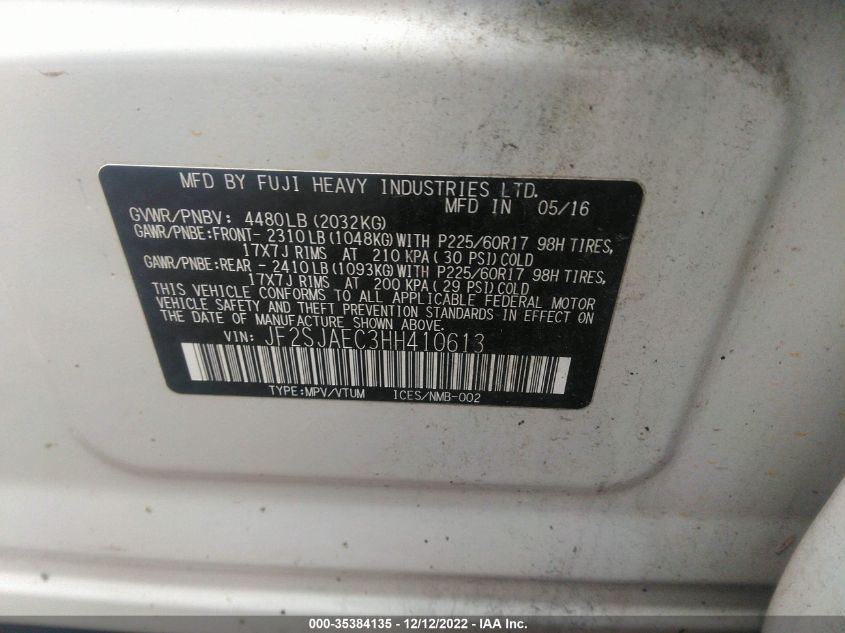 MFD BY FUJI HEAVY INDUSTRIES LTD.
MFD IN 05/16
GVWR/PNBV: 4480LB (2032KG)
GAWR/PNBE:FRONT- 2310LB (1048KG) WITH P225/60R17 98H TIRES,
17X7J RIMS AT 210 KPA ( 30 PSI) COLD
GAWR/PNBE:REAR - 2410LB (1093KG) WITH P225/60R17 98H TIRES,
17X7J RIMS AT 200 KPA ( 29 PSI) COLD
THIS VEHICLE CONFORMS TO ALL APPLICABLE FEDERAL MOTOR
VEHICLE SAFETY AND THEFT PREVENTION STANDARDS IN EFFECT ON
THE DATE OF MANUFACTURE SHOWN ABOVE.
VIN: JF2SJAEC3HH410613
TYPE:MPV/VTUM ICES/NMB-002
000-35384135 - 12/12/2022 - IAA Inc.